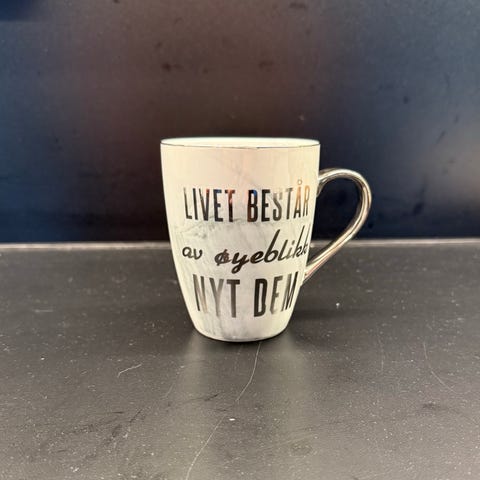 LIVET BESTÅR
av øyeblikk
NYT DEM